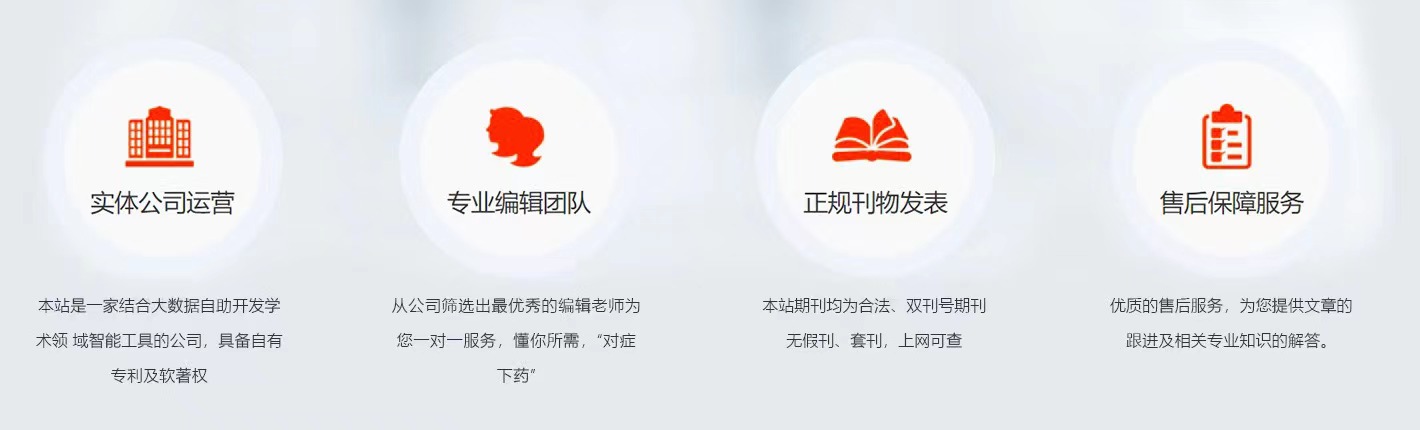 实体公司运营
本站是一家结合大数据自助开发学
术领 域智能工具的公司，具备自有
专利及软著权
专业编辑团队
从公司筛选出最优秀的编辑老师为
您一对一服务，懂你所需，“对症
下药”
正规刊物发表
本站期刊均为合法、双刊号期刊
无假刊、套刊，上网可查
售后保障服务
优质的售后服务，为您提供文章的
跟进及相关专业知识的解答。